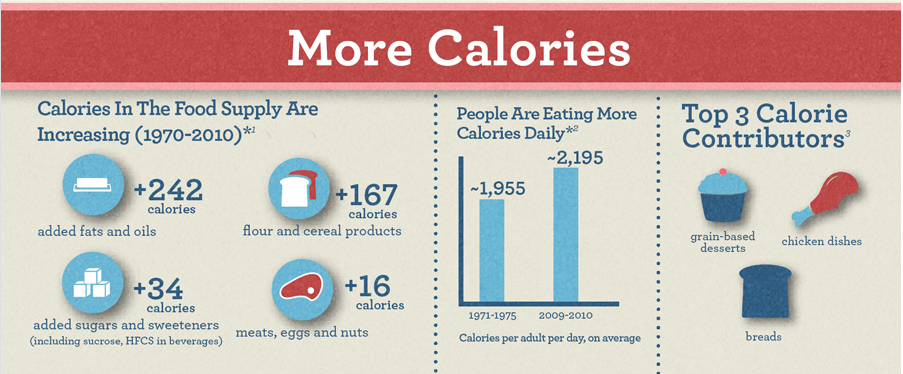 More Calories
Calories In The Food Supply Are
Increasing (1970-2010)*1
+242
calories
added fats and oils
+167
calories
flour and cereal products
+34
calories
added sugars and sweeteners
(including sucrose, HFCS in beverages)
+16
calories
meats, eggs and nuts
People Are Eating More
Calories Daily*2
~1,955
~2,195
1971-1975
2009-2010
Calories per adult per day, on average
Top 3 Calorie
Contributors3
grain-based
desserts
chicken dishes
breads